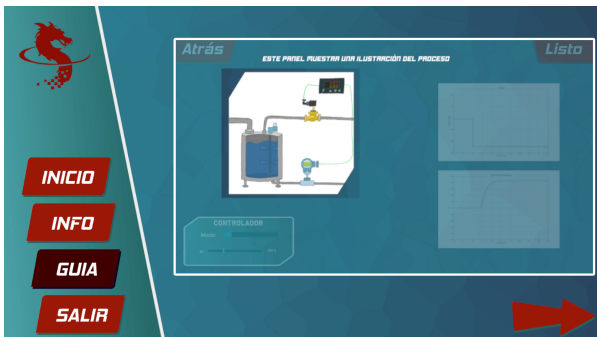 Atrás
Listo
ESTE PANEL MUESTRA UNA ILUSTRACIÓN DEL PROCESO
INICIO
INFO
GUIA
SALIR
CONTROLADOR